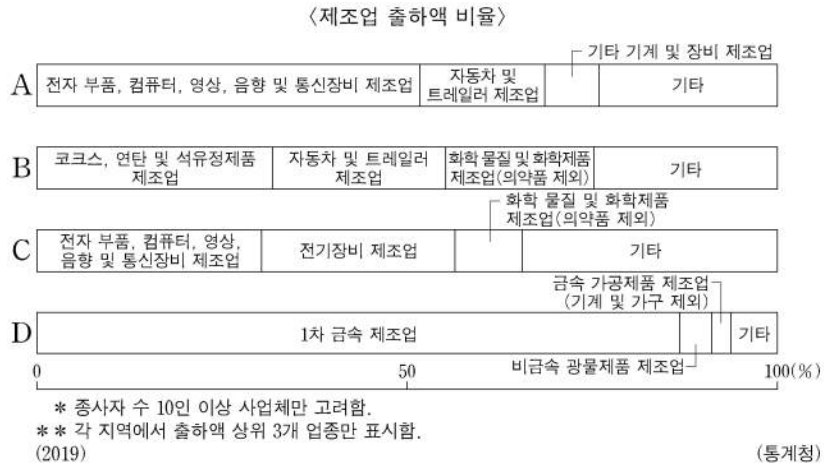 〈제조업 출하액 비율〉
기타 기계 및 장비 제조업
A
전자 부품, 컴퓨터, 영상, 음향 및 통신장비 제조업
자동차 및
트레일러 제조업
기타
B
코크스, 연탄 및 석유정제품
제조업
자동차 및 트레일러
제조업
화학 물질 및 화학제품
제조업(의약품 제외)
기타
화학 물질 및 화학제품
제조업(의약품 제외)
C
전자 부품, 컴퓨터, 영상,
음향 및 통신장비 제조업
전기장비 제조업
기타
금속 가공제품 제조업
(기계 및 가구 제외)
D
1차 금속 제조업
기타
비금속 광물제품 제조업
0 50 100(%)
* 종사자 수 10인 이상 사업체만 고려함.
* * 각 지역에서 출하액 상위 3개 업종만 표시함.
(2019) (통계청)